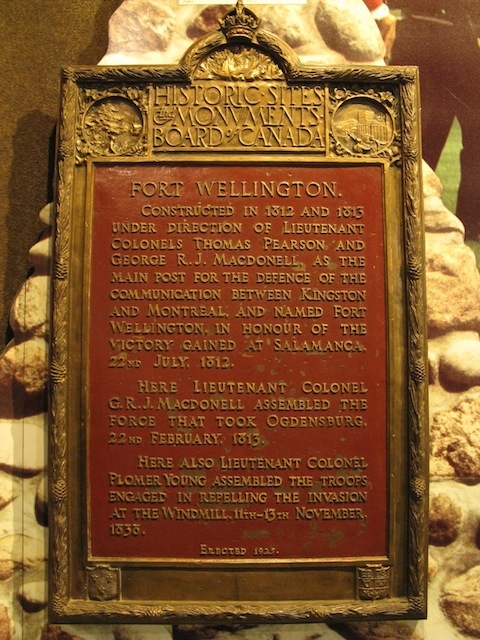 HISTORIC·SITES
AND MONVMENTS·
BOARD of CANADA
FORT WELLINGTON.
CONSTRUCTED IN 1812 AND 1813
UNDER DIRECTION OF LIEUTENANT
COLONELS THOMAS PEARSON AND
GEORGE R.J. MACDONELL, AS THE
MAIN POST FOR THE DEFENCE OF THE
COMMUNICATION BETWEEN KINGSTON
AND MONTREAL, AND NAMED FORT
WELLINGTON, IN HONOUR OF THE
VICTORY GAINED AT SALAMANCA,
22ND JULY, 1812.
HERE LIEUTENANT COLONEL
G.R.J. MACDONELL ASSEMBLED THE
FORCE THAT TOOK OGDENSBURG,
22ND FEBRUARY, 1813.
HERE ALSO LIEUTENANT COLONEL
PLOMER YOUNG ASSEMBLED THE TROOPS
ENGAGED IN REPELLING THE INVASION
AT THE WINDMILL, 11TH-13TH NOVEMBER,
1838.
ERECTED 1925.